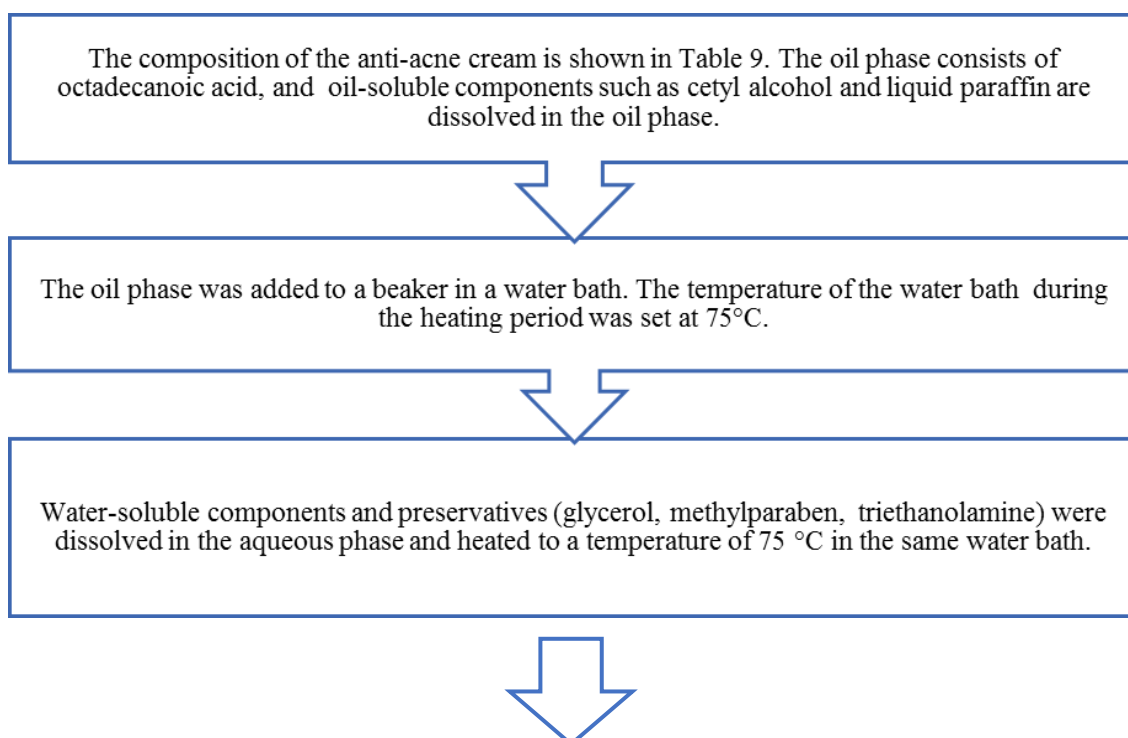 The composition of the anti-acne cream is shown in Table 9. The oil phase consists of
octadecanoic acid, and  oil-soluble components such as cetyl alcohol and liquid paraffin are
dissolved in the oil phase.
The oil phase was added to a beaker in a water bath. The temperature of the water bath  during
the heating period was set at 75°C.
Water-soluble components and preservatives (glycerol, methylparaben,  triethanolamine) were
dissolved in the aqueous phase and heated to a temperature of 75 °C in the same water bath.